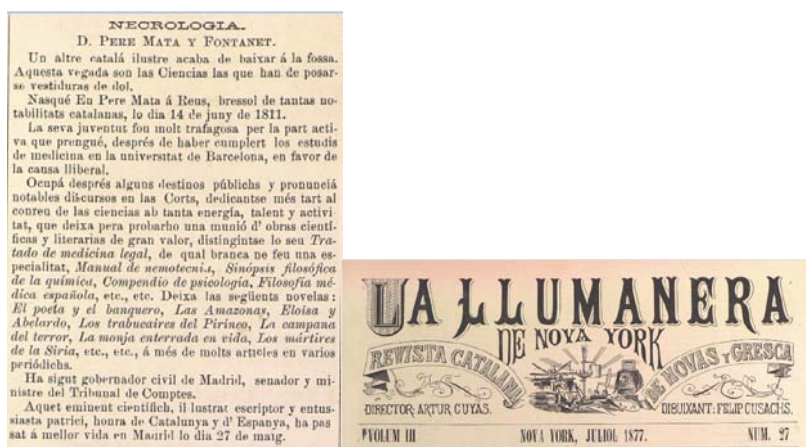 NECROLOGIA.
D. PERE MATA Y FONTANET.
Un altre catalá ilustre acaba de baixar á la fossa.
Aquesta vegada son las Ciencias las que han de posar-
se vestiduras de dol.
Nasqué En Pere Mata á Reus, bressol de tantas no-
tabilitats catalanas, lo dia 14 de juny de 1811.
La seva juventut fou molt trafagosa per la part acti-
va que prengué, després de haber cumplert los estudis
de medicina en la universitat de Barcelona, en favor de
la causa lliberal.
Ocupá després alguns destinos públichs y pronunciá
notables discursos en las Corts, dedicantse més tart al
conreu de las ciencias ab tanta energía, talent y activi-
tat, que deixa pera probarho una munió d' obras cientí-
ficas y literarias de gran valor, distingintse lo seu Tra-
tado de medicina legal, de qual branca ne feu una es-
pecialitat, Manual de nemotecnia, Sinópsis filosófica
de la química, Compendio de psicología, Filosofía mé-
dica española, etc., etc. Deixa las següents novelas:
El poeta y el banquero, Las Amazonas, Eloisa y
Abelardo, Los trabucaires del Pirineo, La campana
del terror, La monja enterrada en vida, Los mártires
de la Siria, etc., etc., á més de molts articles en varios
periódichs.
Ha sigut gobernador civil de Madrid, senador y mi-
nistre del Tribunal de Comptes.
Aquet eminent científich, il·lustrat escriptor y entus-
siasta patrici, honra de Catalunya y d' Espanya, ha pas
sat á mellor vida en Madrid lo dia 27 de maig.
LA LLUMANERA
DE NOVA YORK
REVISTA CATALANA DE NOVAS Y GRESCA
DIRECTOR: ARTUR CUYAS. DIBUIXANT: FELIP CUSACHS.
VOLUM III NOVA YORK, JULIOL 1877. NUM. 27